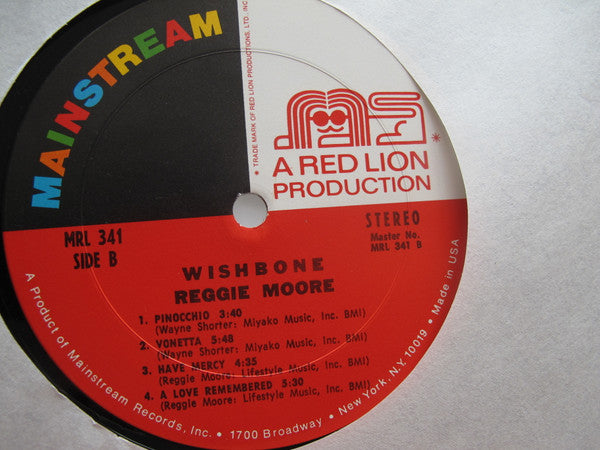 MAINSTREAM
* TRADE MARK OF RED LION PRODUCTIONS, LTD. INC.
A RED LION *
PRODUCTION
MRL 341
SIDE B
STEREO
Master No.
MRL 341 B
WISHBONE
REGGIE MOORE
1. PINOCCHIO 3:40
(Wayne Shorter: Miyako Music, Inc. BMI)
2. VONETTA 5:48
(Wayne Shorter: Miyako Music, Inc. BMI)
3. HAVE MERCY 4:35
(Reggie Moore: Lifestyle Music, Inc. BMI)
4. A LOVE REMEMBERED 5:30
(Reggie Moore: Lifestyle Music, Inc. BMI)
A Product of Mainstream Records, Inc. • 1700 Broadway • New York, N.Y. 10019 • Made in USA